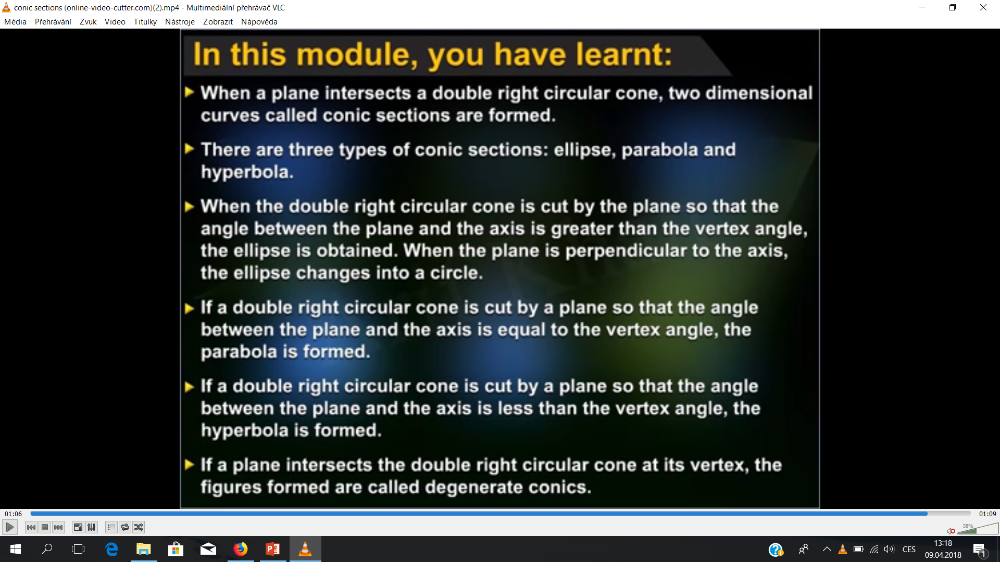 conic sections (online-video-cutter.com)(2).mp4 - Multimediální přehrávač VLC
Média Přehrávání Zvuk Video Titulky Nástroje Zobrazit Nápověda
In this module, you have learnt:
When a plane intersects a double right circular cone, two dimensional
curves called conic sections are formed.
There are three types of conic sections: ellipse, parabola and
hyperbola.
When the double right circular cone is cut by the plane so that the
angle between the plane and the axis is greater than the vertex angle,
the ellipse is obtained. When the plane is perpendicular to the axis,
the ellipse changes into a circle.
If a double right circular cone is cut by a plane so that the angle
between the plane and the axis is equal to the vertex angle, the
parabola is formed.
If a double right circular cone is cut by a plane so that the angle
between the plane and the axis is less than the vertex angle, the
hyperbola is formed.
If a plane intersects the double right circular cone at its vertex, the
figures formed are called degenerate conics.
01:06 01:09
58%
CES
13:18
09.04.2018
1